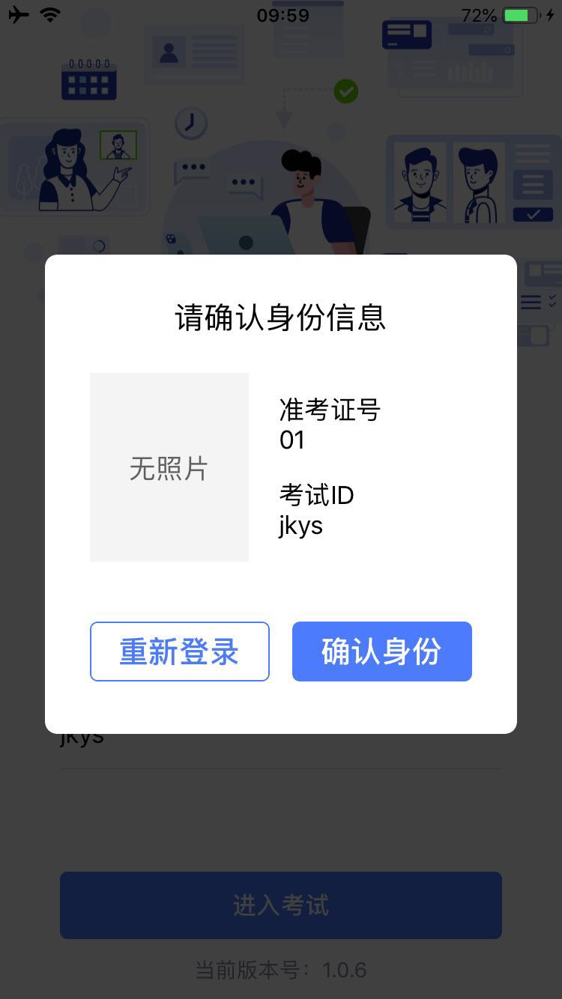 09:59
72%
请确认身份信息
无照片
准考证号
01
考试ID
jkys
重新登录
确认身份
jkys
进入考试
当前版本号：1.0.6